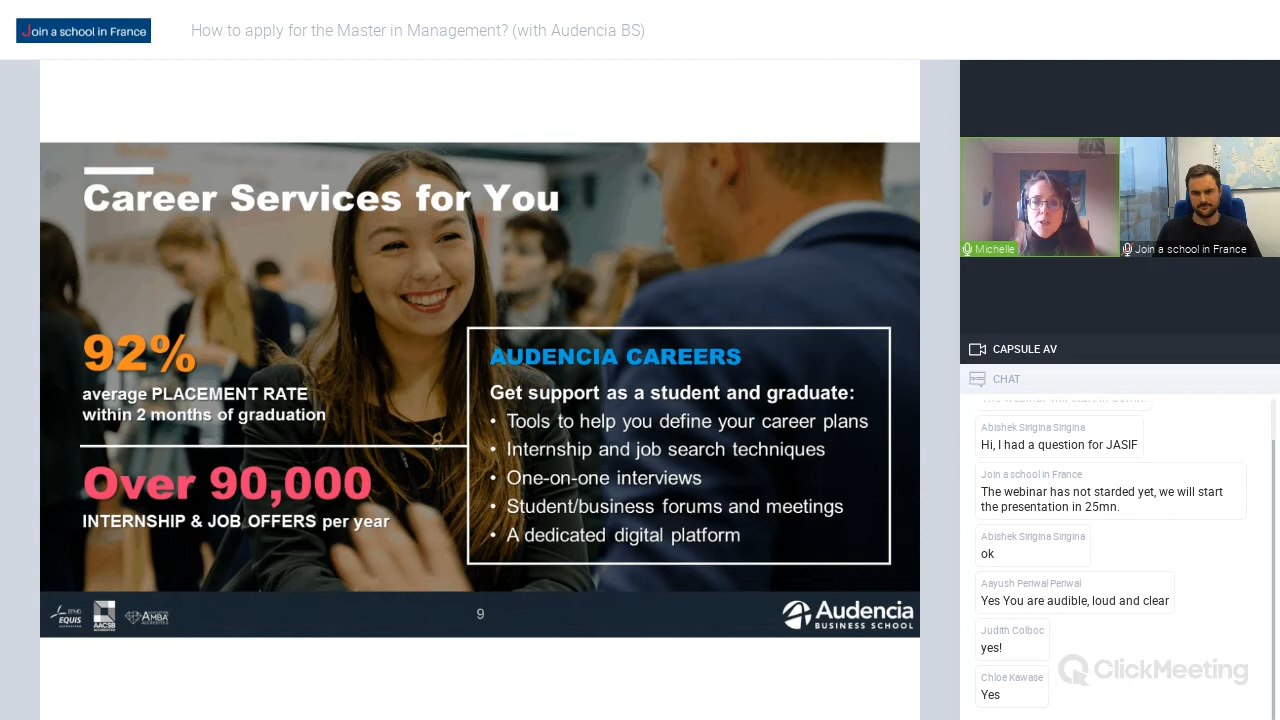 Join a school in France
How to apply for the Master in Management? (with Audencia BS)
Career Services for You
92%
average PLACEMENT RATE
within 2 months of graduation
Over 90,000
INTERNSHIP & JOB OFFERS per year
AUDENCIA CAREERS
Get support as a student and graduate:
• Tools to help you define your career plans
• Internship and job search techniques
• One-on-one interviews
• Student/business forums and meetings
• A dedicated digital platform
EFMD
EQUIS
AACSB
AMBA
9
Audencia
BUSINESS SCHOOL
Michelle
Join a school in France
CAPSULE AV
CHAT
Abishek Sirigina Sirigina
Hi, I had a question for JASIF
Join a school in France
The webinar has not starded yet, we will start
the presentation in 25mn.
Abishek Sirigina Sirigina
ok
Aayush Periwal Periwal
Yes You are audible, loud and clear
Judith Colboc
yes!
Chloe Kawase
Yes
ClickMeeting